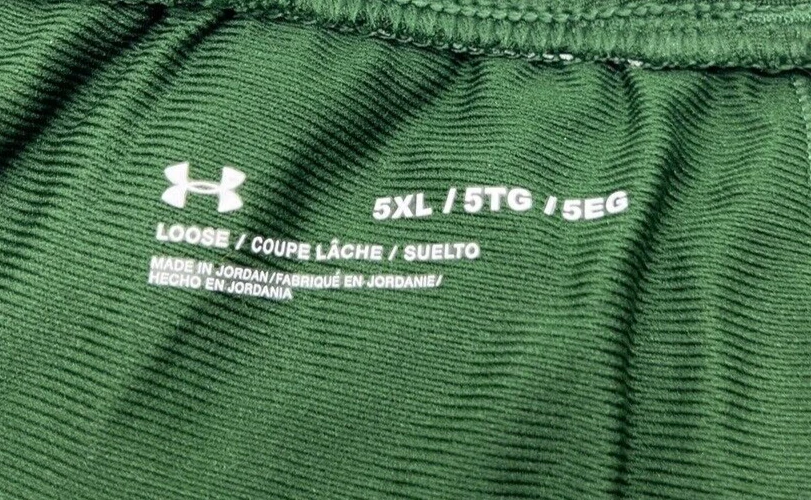 5XL / 5TG / 5EG
LOOSE / COUPE LÂCHE / SUELTO
MADE IN JORDAN/FABRIQUÉ EN JORDANIE/
HECHO EN JORDANIA